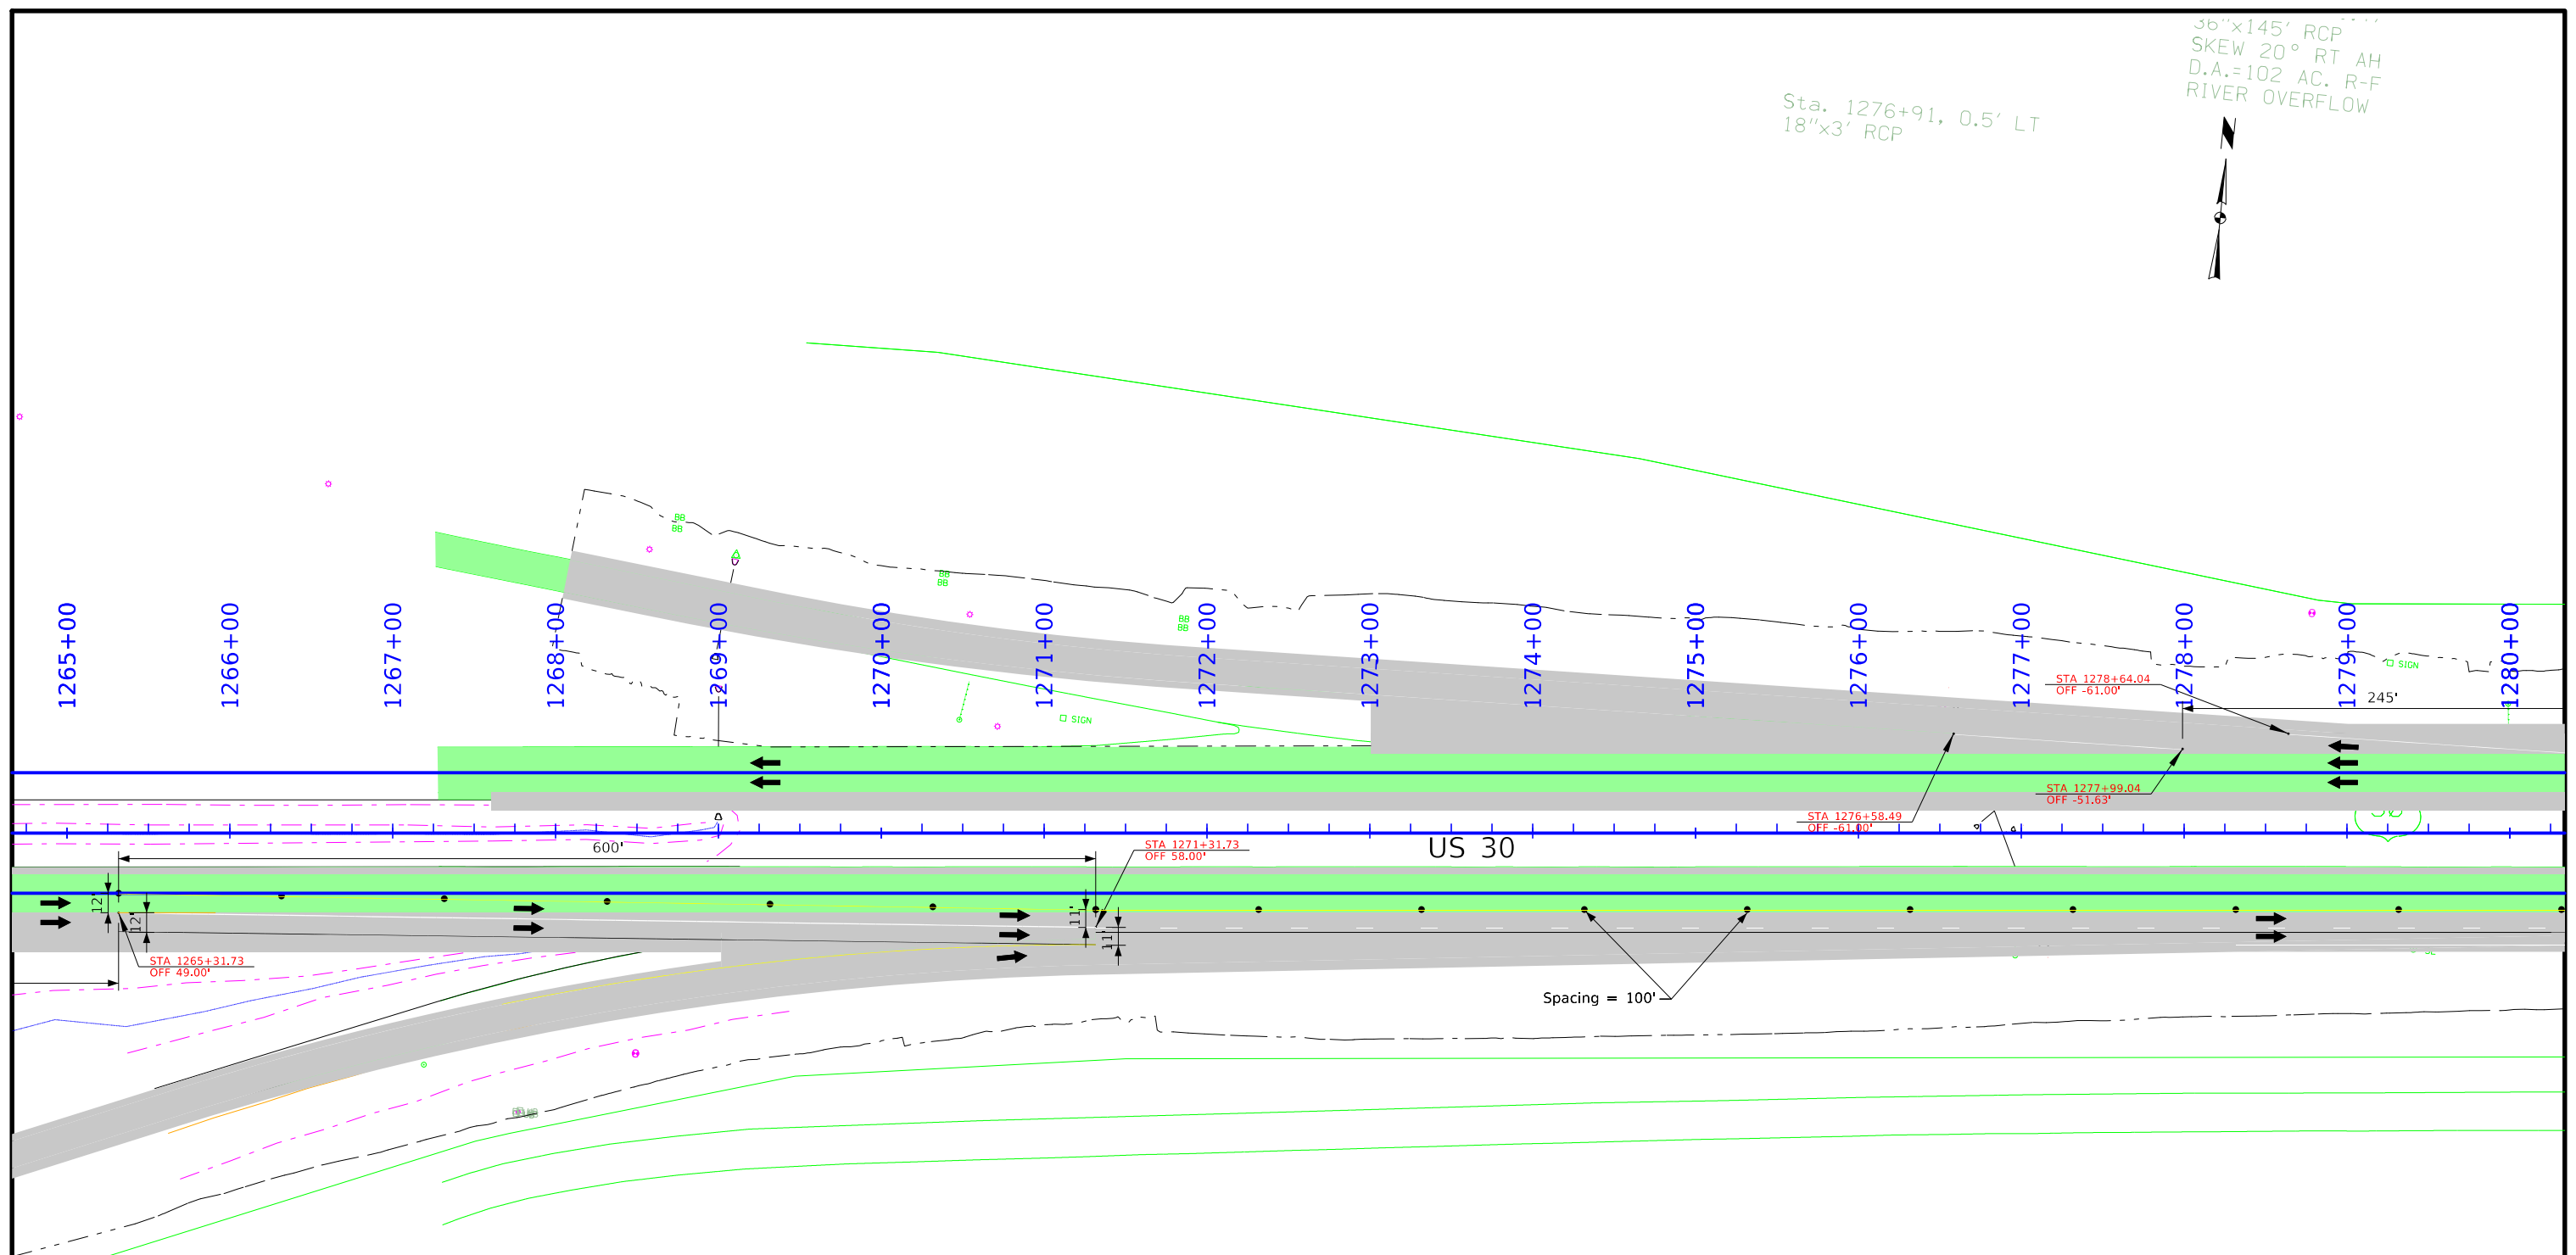 36"x145' RCP
SKEW 20° RT AH
D.A.=102 AC. R-F
RIVER OVERFLOW
Sta. 1276+91, 0.5' LT
18"x3' RCP
N
BB
BB
BB
BB
BB
BB
1265+00
1266+00
1267+00
1268+00
1269+00
1270+00
1271+00
1272+00
1273+00
1274+00
1275+00
1276+00
1277+00
1278+00
1279+00
1280+00
SIGN
SIGN
STA 1278+64.04
OFF -61.00'
245'
STA 1277+99.04
OFF -51.63'
STA 1276+58.49
OFF -61.00'
600'
STA 1271+31.73
OFF 58.00'
US 30
12'
12'
11'
11'
STA 1265+31.73
OFF 49.00'
Spacing = 100'